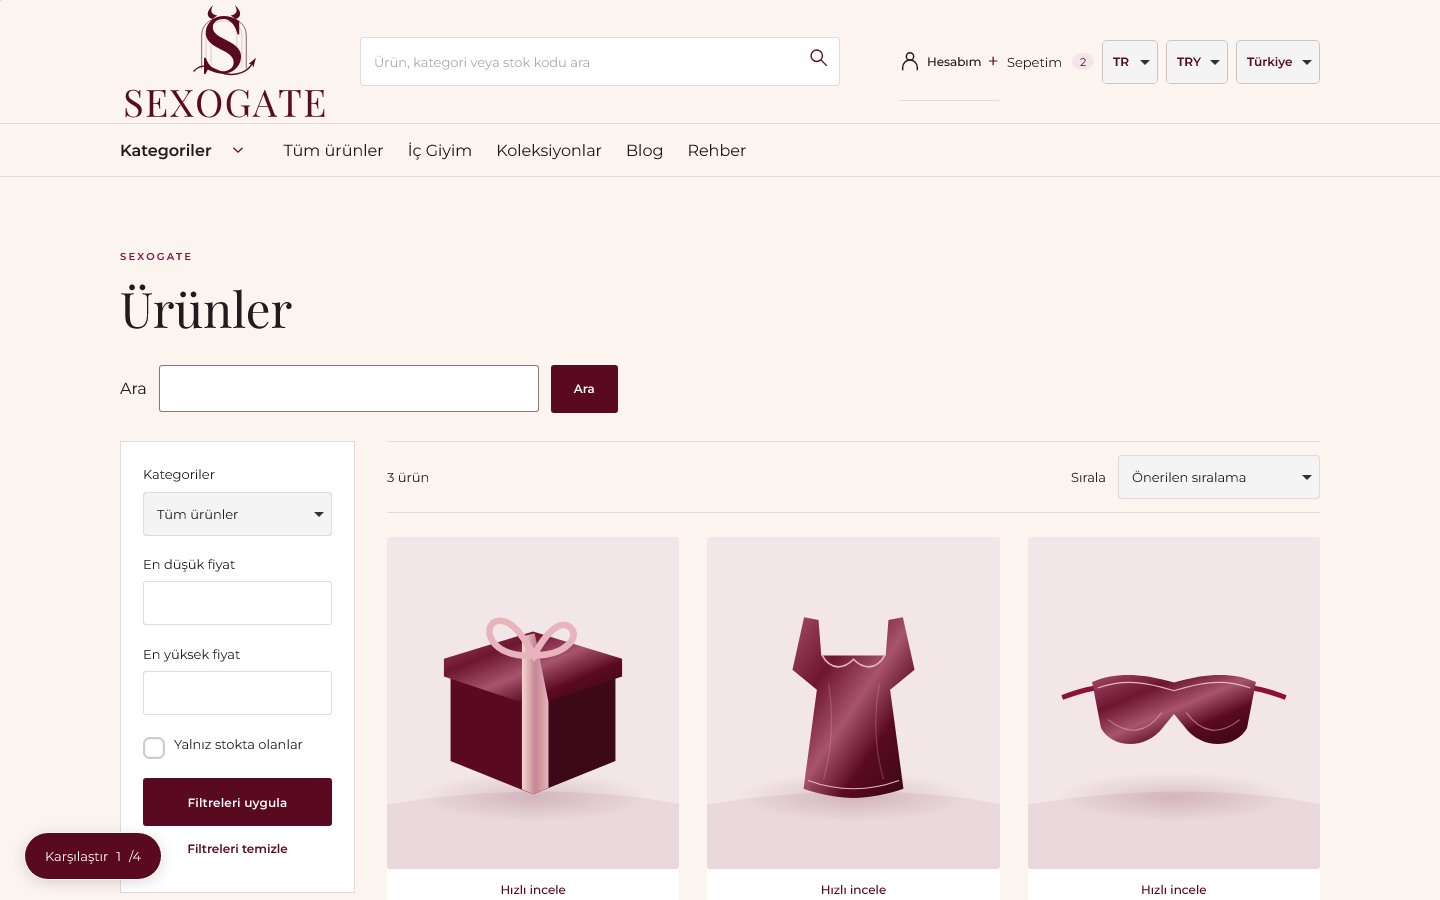 S
SEXOGATE
Ürün, kategori veya stok kodu ara
Hesabım + Sepetim 2 TR TRY Türkiye
Kategoriler Tüm ürünler İç Giyim Koleksiyonlar Blog Rehber
SEXOGATE
Ürünler
Ara Ara
Kategoriler
Tüm ürünler
En düşük fiyat
En yüksek fiyat
Yalnız stokta olanlar
Filtreleri uygula
Filtreleri temizle
Karşılaştır 1 /4
3 ürün Sırala Önerilen sıralama
Hızlı incele Hızlı incele Hızlı incele